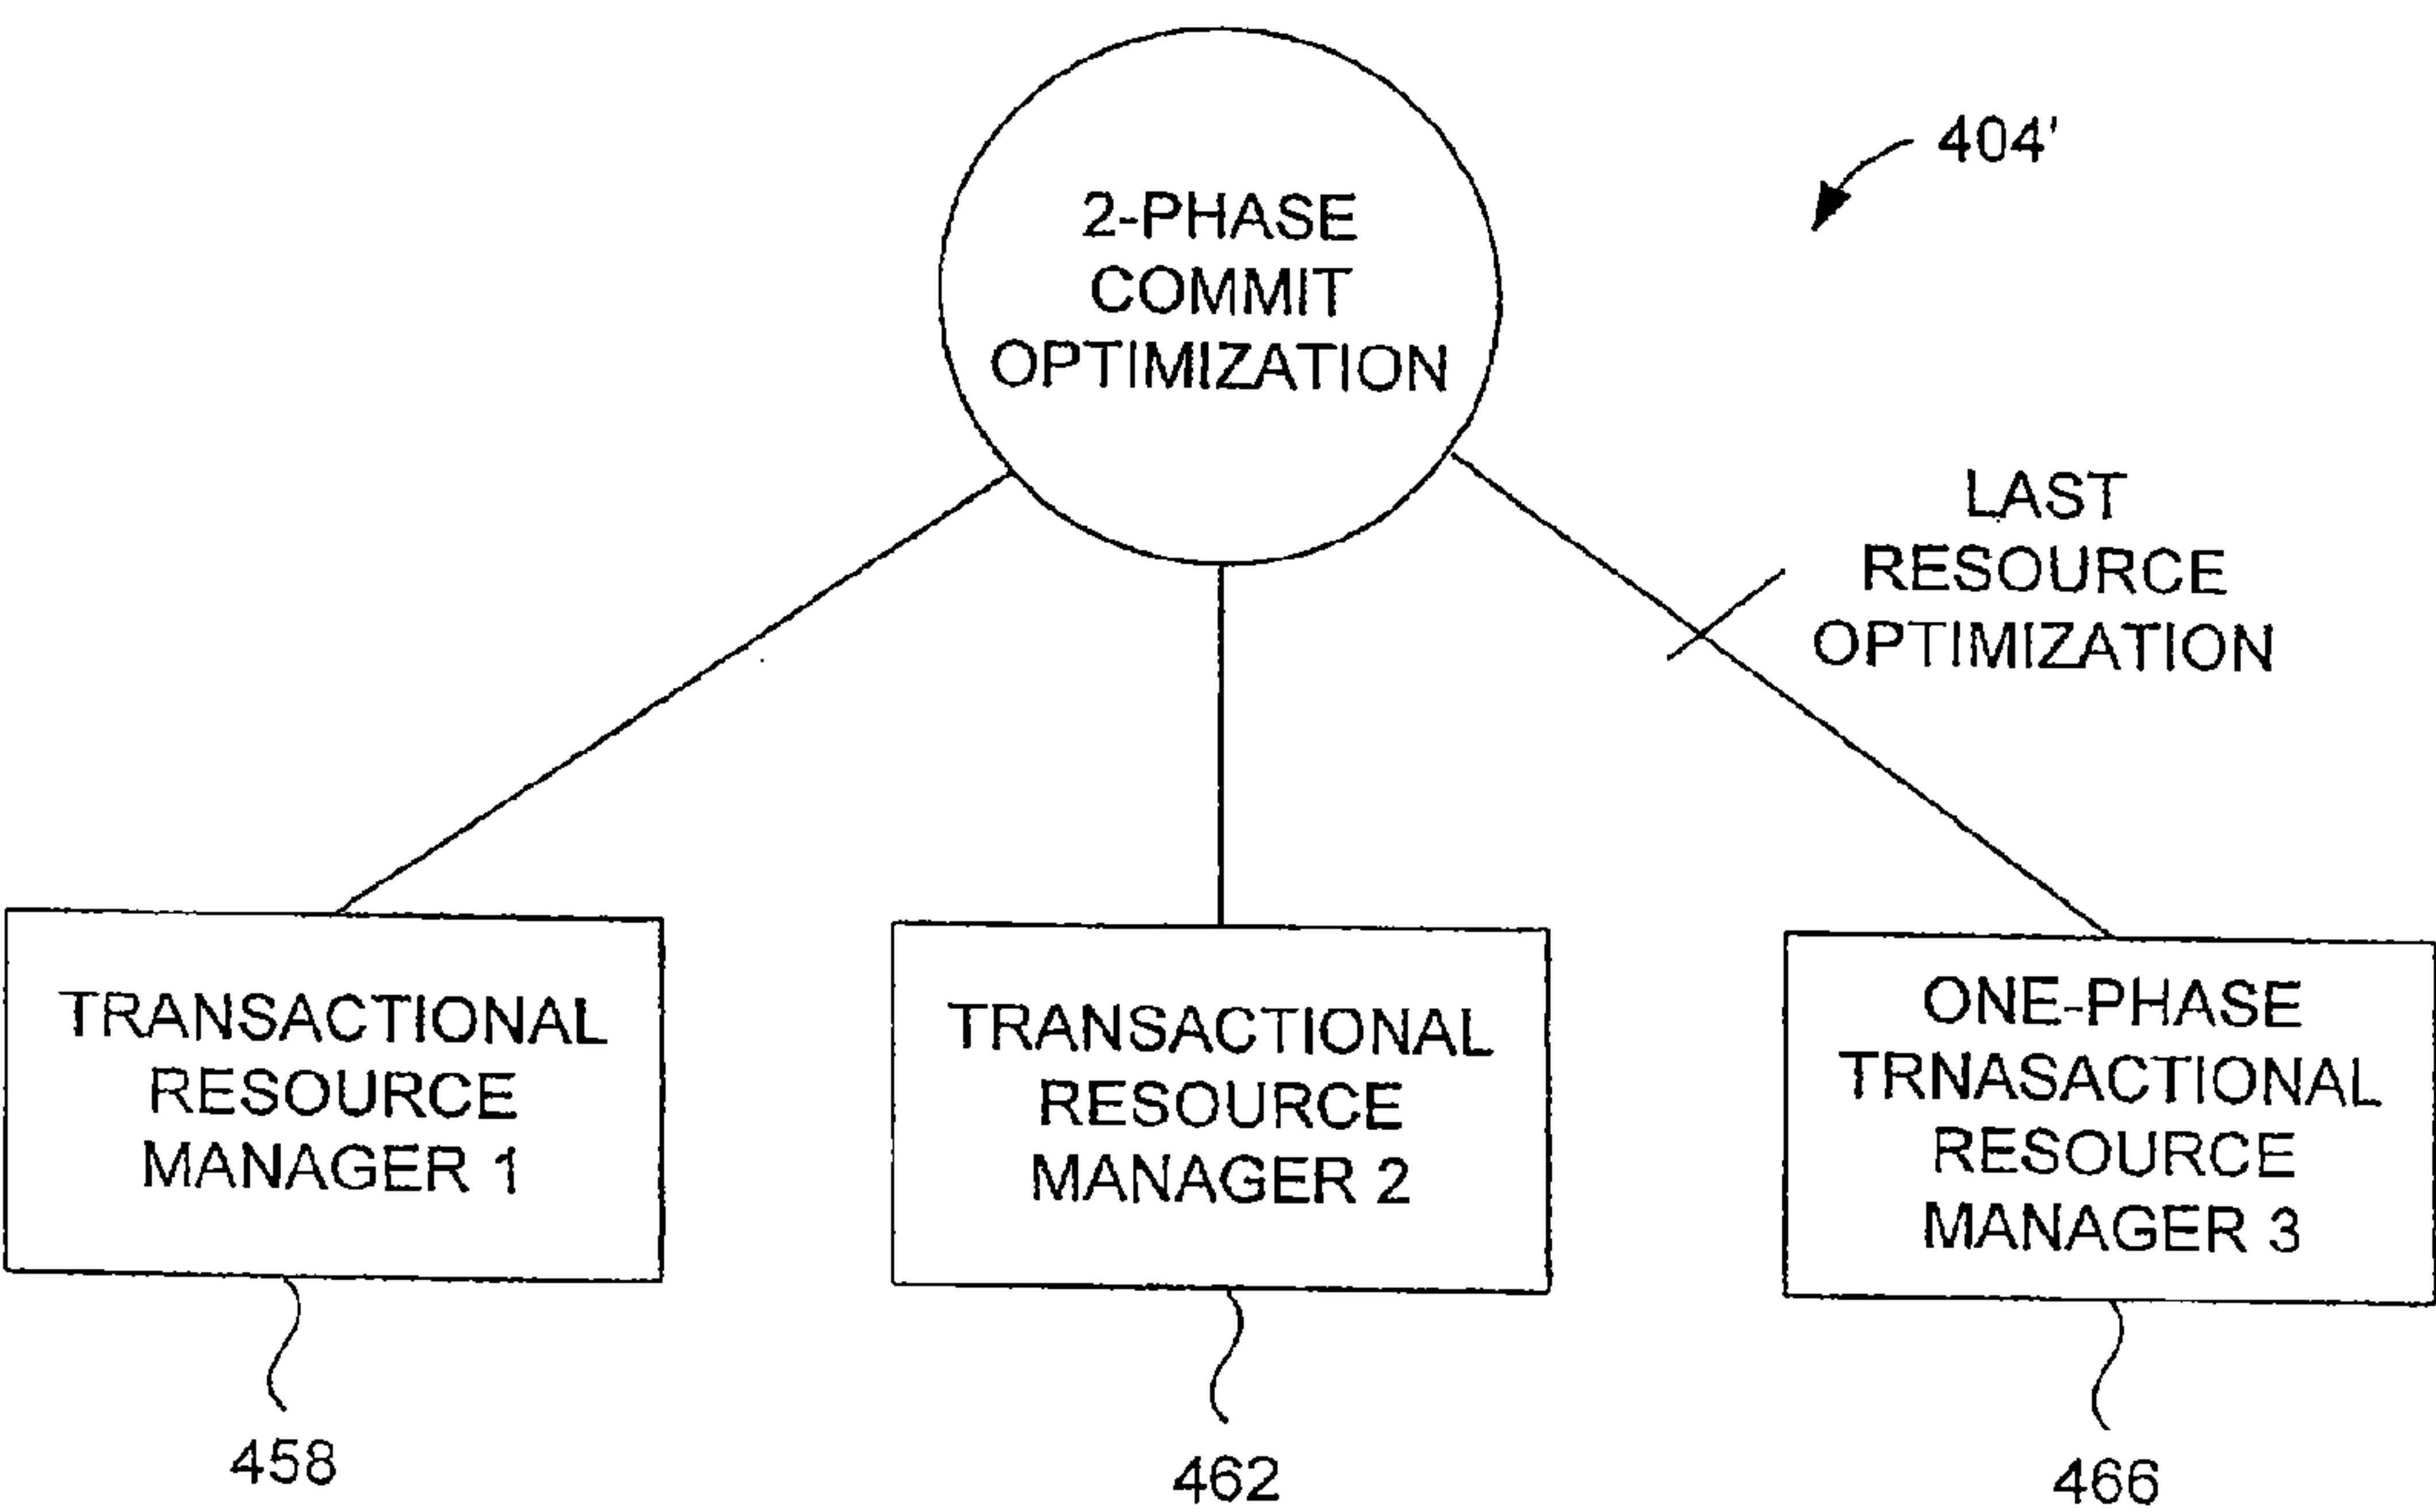 2-PHASE
COMMIT
OPTIMIZATION
404'
LAST
RESOURCE
OPTIMIZATION
TRANSACTIONAL
RESOURCE
MANAGER 1
TRANSACTIONAL
RESOURCE
MANAGER 2
ONE-PHASE
TRNASACTIONAL
RESOURCE
MANAGER 3
458
462
466